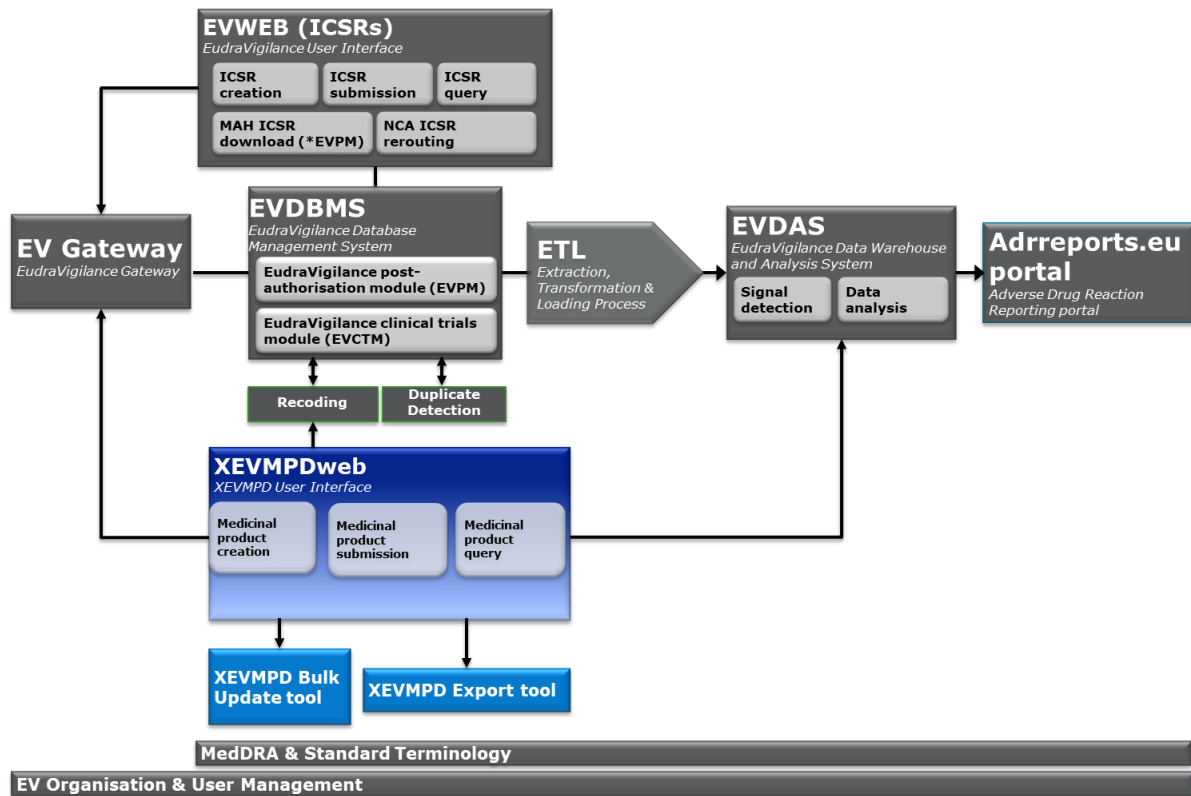 EVWEB (ICSRs)
EudraVigilance User Interface
ICSR
creation
ICSR
submission
ICSR
query
MAH ICSR
download (*EVPM)
NCA ICSR
rerouting
EV Gateway
EudraVigilance Gateway
EVDBMS
EudraVigilance Database
Management System
EudraVigilance post-
authorisation module (EVPM)
EudraVigilance clinical trials
module (EVCTM)
ETL
Extraction,
Transformation &
Loading Process
EVDAS
EudraVigilance Data Warehouse
and Analysis System
Signal
detection
Data
analysis
Adrreports.eu
portal
Adverse Drug Reaction
Reporting portal
Recoding
Duplicate
Detection
XEVMPDweb
XEVMPD User Interface
Medicinal
product
creation
Medicinal
product
submission
Medicinal
product
query
XEVMPD Bulk
Update tool
XEVMPD Export tool
MedDRA & Standard Terminology
EV Organisation & User Management